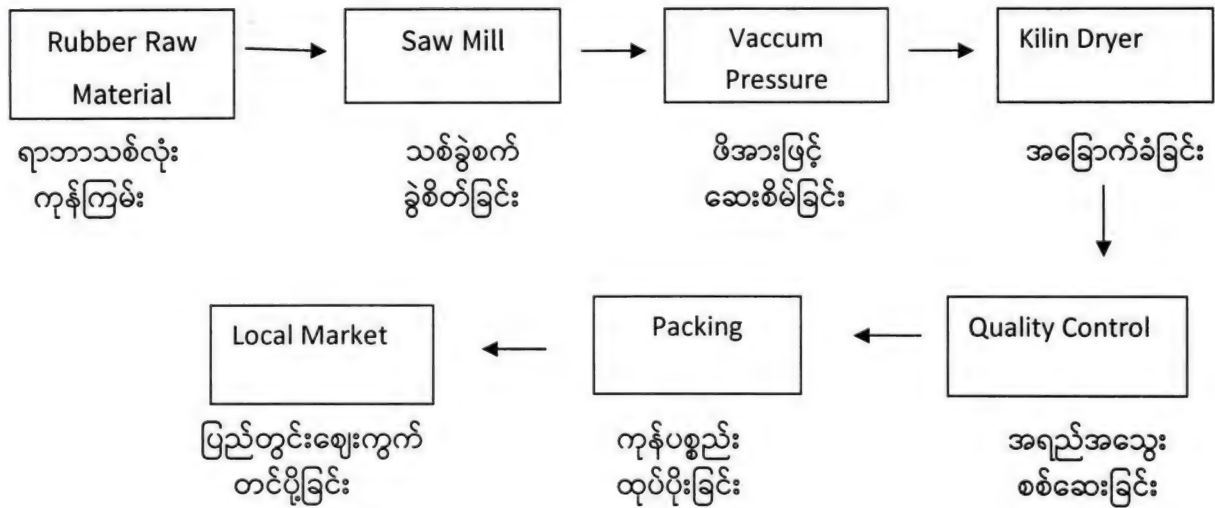 Rubber Raw
Material
ရာဘာသစ်လုံး
ကုန်ကြမ်း
Saw Mill
သစ်ခွဲစက်
ခွဲစိတ်ခြင်း
Vaccum
Pressure
ဖိအားဖြင့်
ဆေးစိမ်ခြင်း
Kilin Dryer
အခြောက်ခံခြင်း
Quality Control
အရည်အသွေး
စစ်ဆေးခြင်း
Packing
ကုန်ပစ္စည်း
ထုပ်ပိုးခြင်း
Local Market
ပြည်တွင်းဈေးကွက်
တင်ပို့ခြင်း